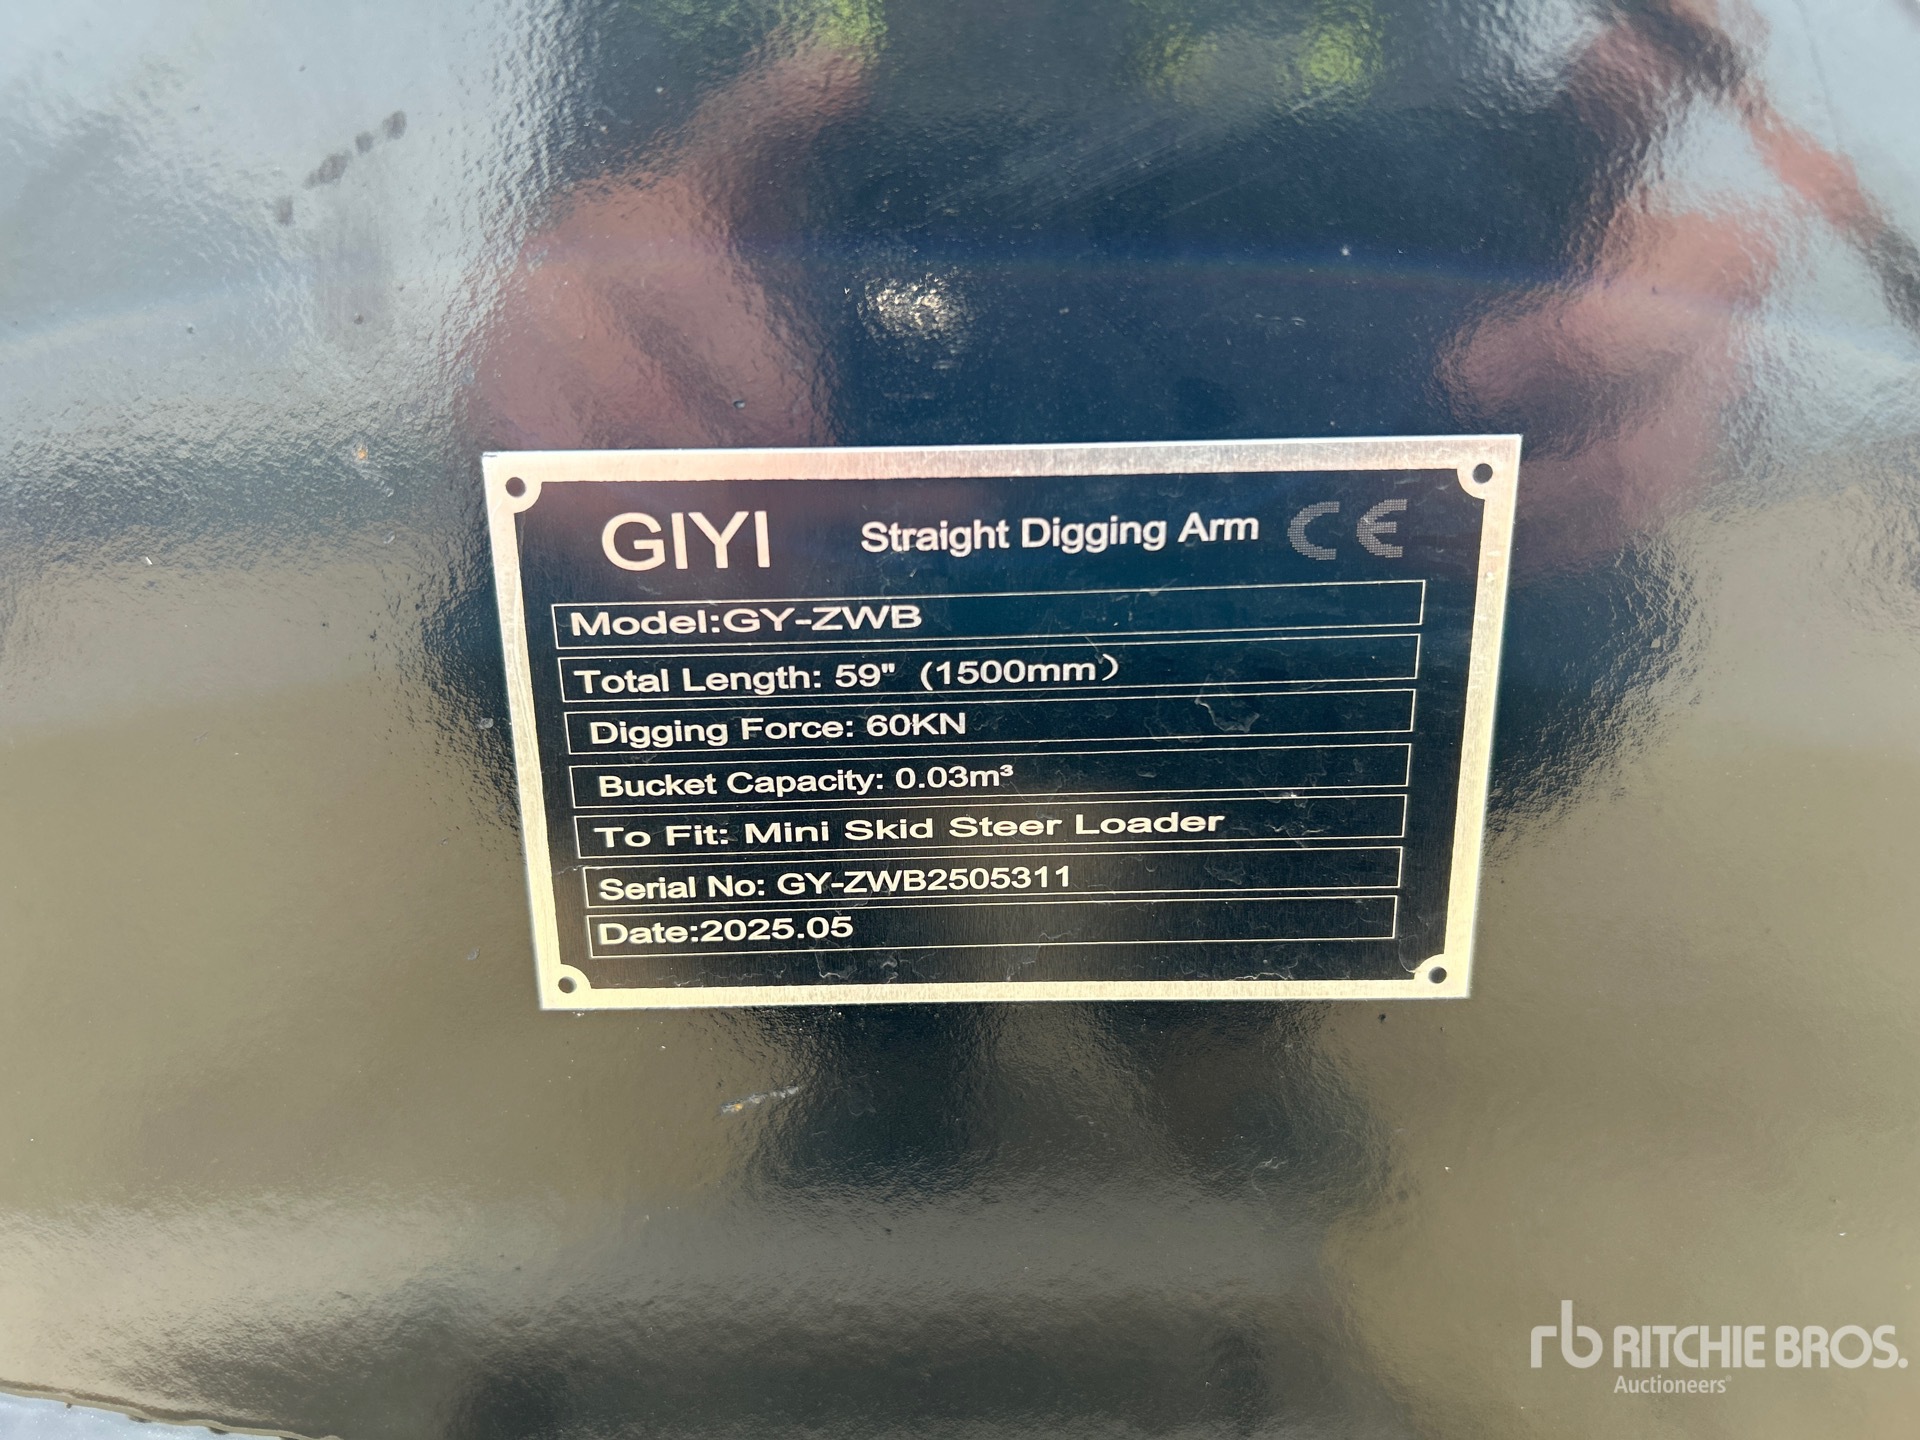 GIYI Straight Digging Arm CE
Model:GY-ZWB
Total Length: 59" (1500mm)
Digging Force: 60KN
Bucket Capacity: 0.03m³
To Fit: Mini Skid Steer Loader
Serial No: GY-ZWB2505311
Date:2025.05
rb RITCHIE BROS.
Auctioneers